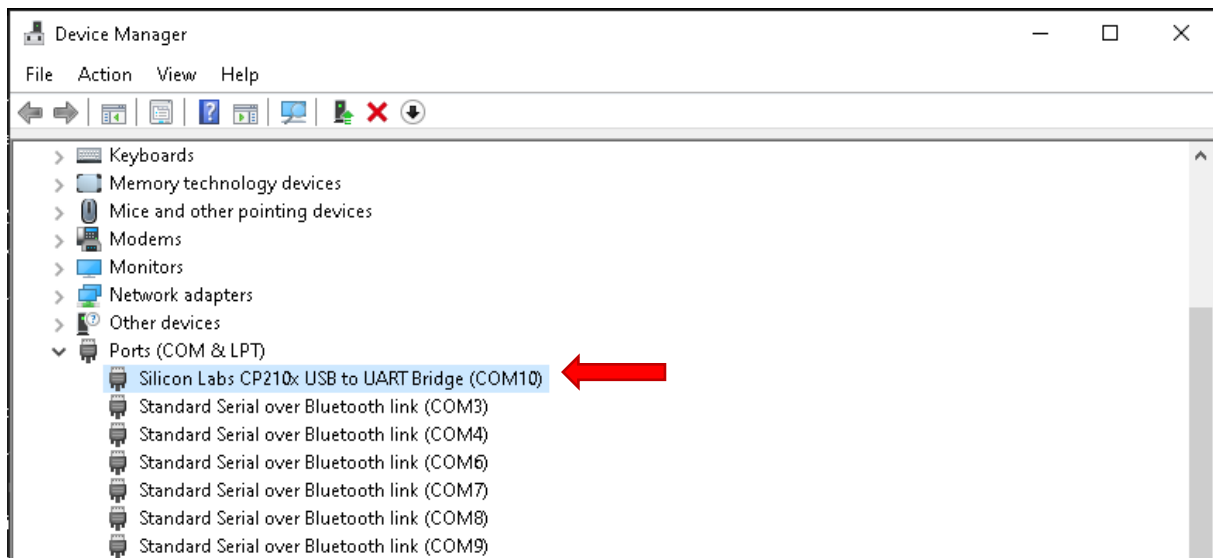 Device Manager
File Action View Help
Keyboards
Memory technology devices
Mice and other pointing devices
Modems
Monitors
Network adapters
Other devices
Ports (COM & LPT)
Silicon Labs CP210x USB to UART Bridge (COM10)
Standard Serial over Bluetooth link (COM3)
Standard Serial over Bluetooth link (COM4)
Standard Serial over Bluetooth link (COM6)
Standard Serial over Bluetooth link (COM7)
Standard Serial over Bluetooth link (COM8)
Standard Serial over Bluetooth link (COM9)